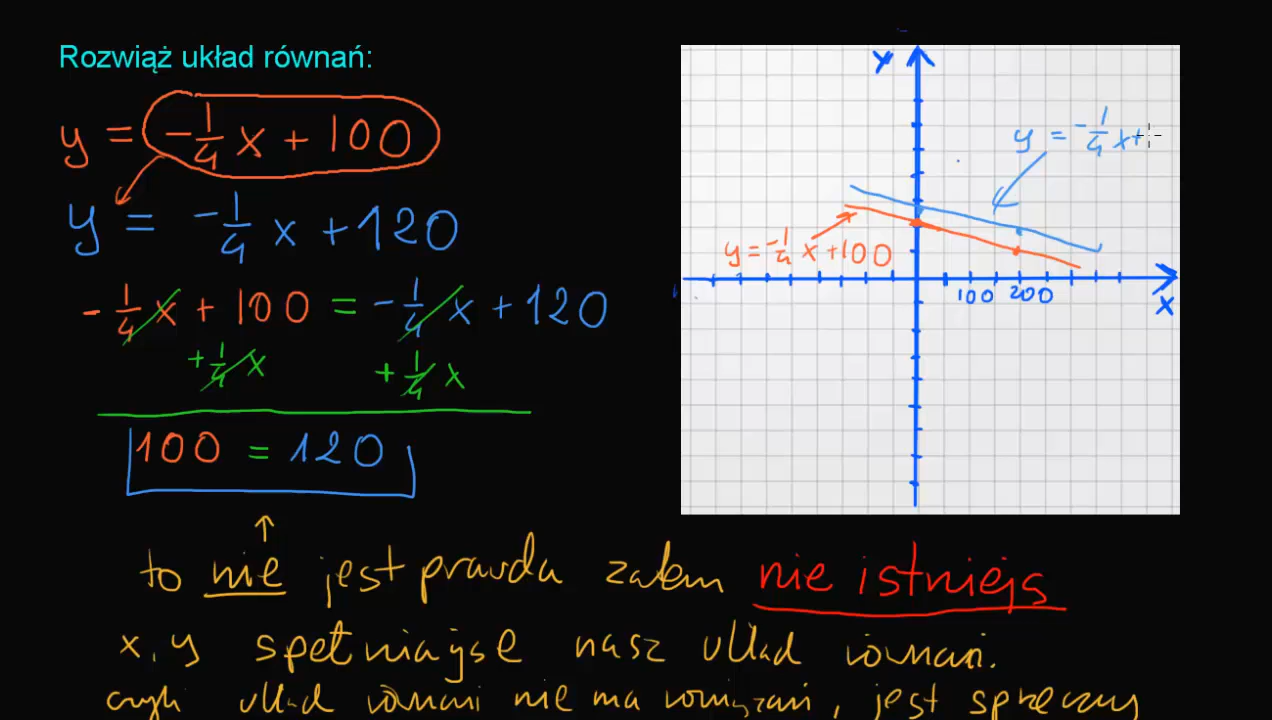 Rozwiąż układ równań:
y = -1/4 x + 100
y = -1/4 x + 120
-1/4 x + 100 = -1/4 x + 120
+1/4 x +1/4 x
100 = 120
↑
to nie jest prawda zatem nie istnieją
x, y spełniające nasz układ równań.
czyli układ równań nie ma rozwiązań, jest sprzeczny
Y
y = -1/4 x +
y = -1/4 x + 100
100 200
X